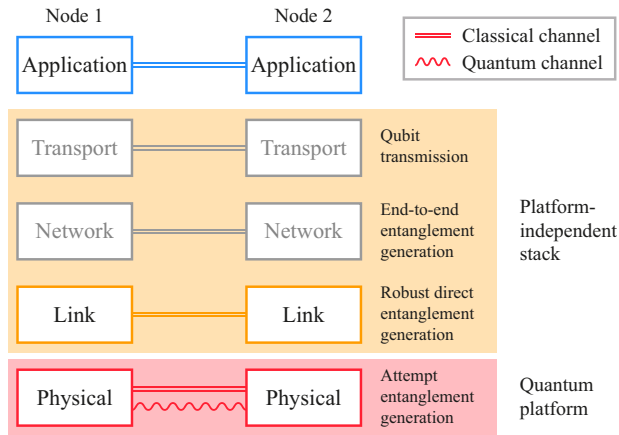 Node 1
Node 2
Application
Application
Classical channel
Quantum channel
Transport
Transport
Qubit
transmission
Network
Network
End-to-end
entanglement
generation
Platform-
independent
stack
Link
Link
Robust direct
entanglement
generation
Physical
Physical
Attempt
entanglement
generation
Quantum
platform